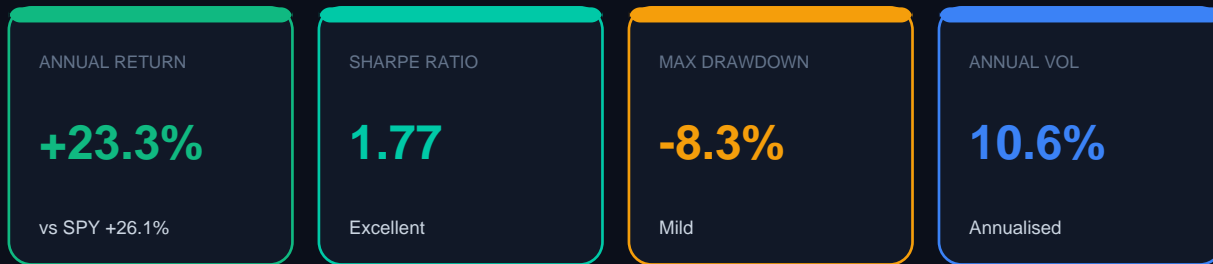 ANNUAL RETURN
+23.3%
vs SPY +26.1%
SHARPE RATIO
1.77
Excellent
MAX DRAWDOWN
-8.3%
Mild
ANNUAL VOL
10.6%
Annualised